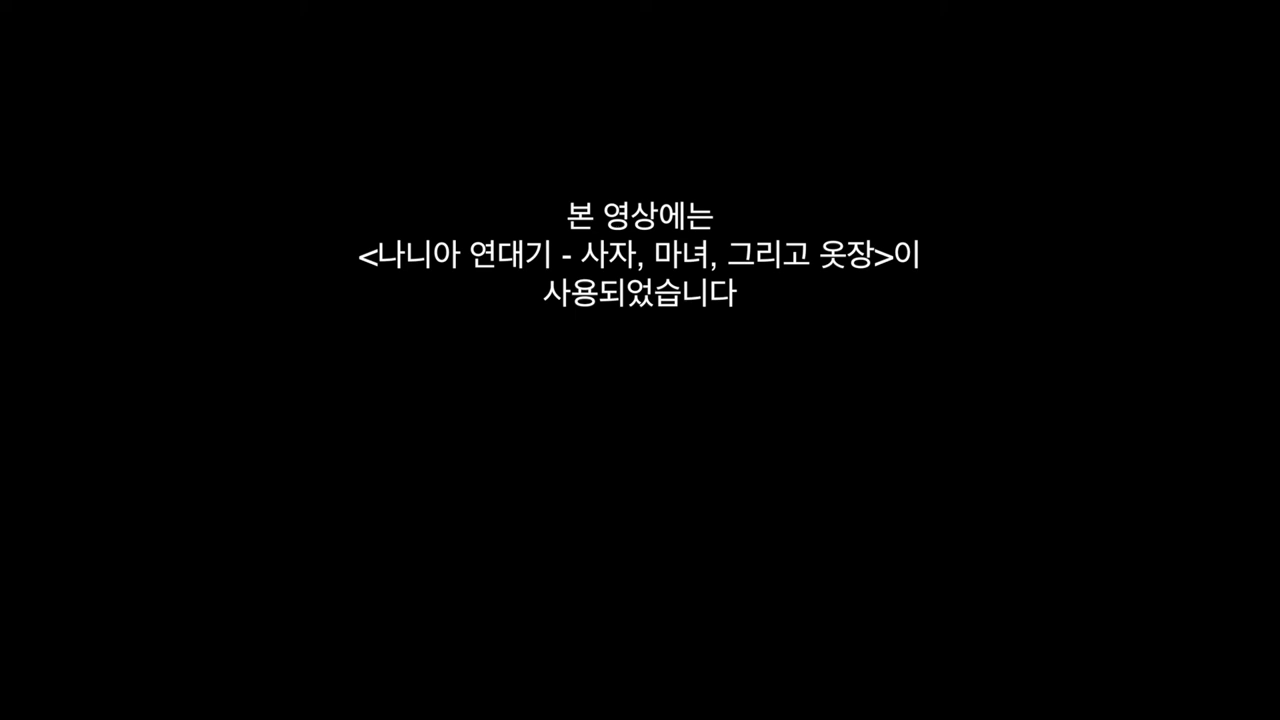 본 영상에는
<나니아 연대기 - 사자, 마녀, 그리고 옷장>이
사용되었습니다